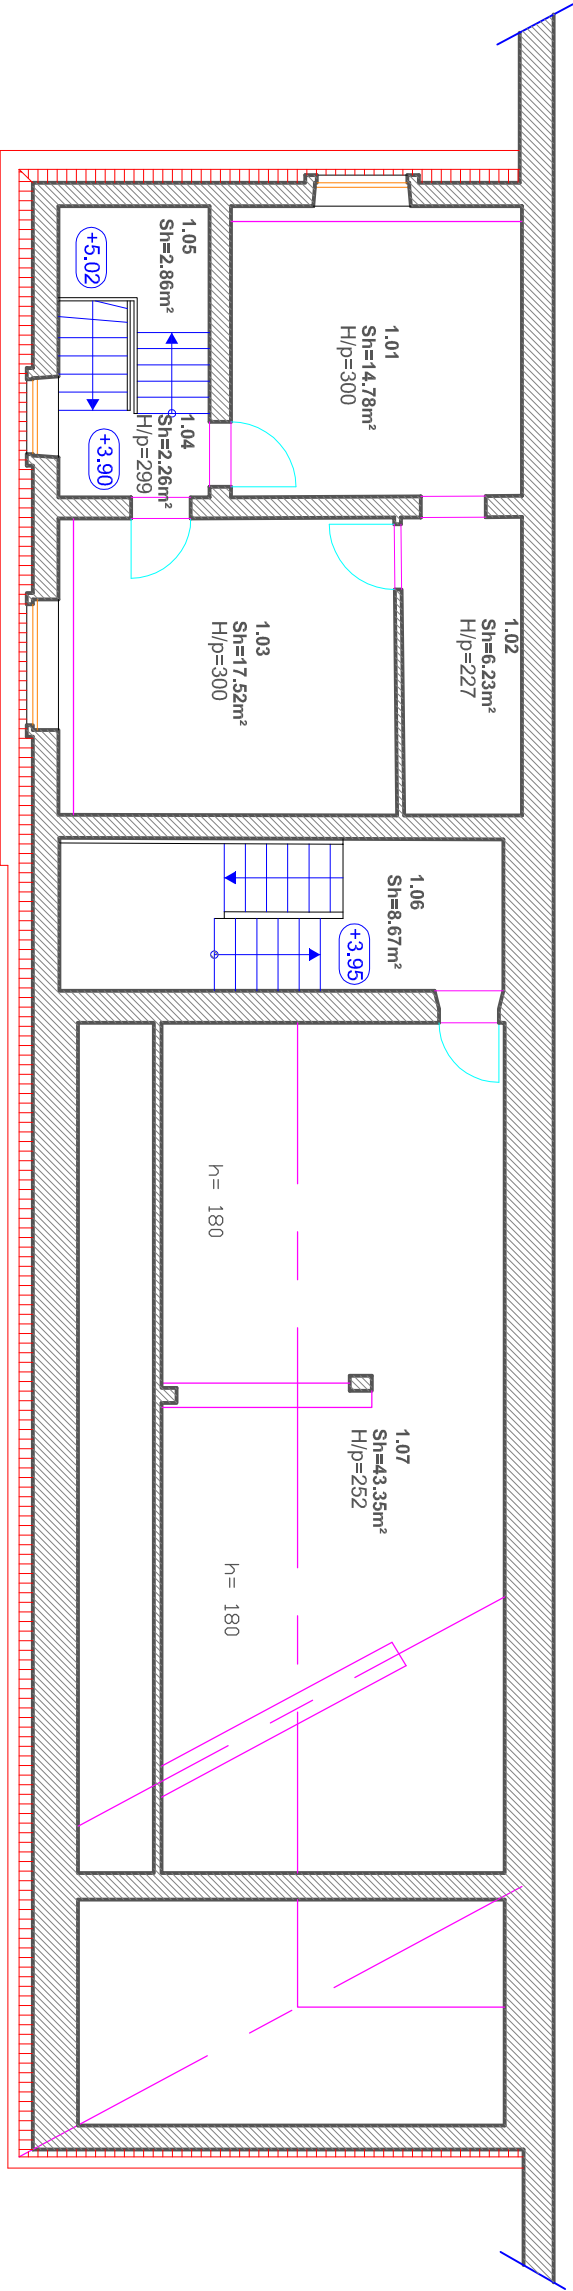 1.05
Sh=2.86m²
+5.02
1.01
Sh=14.78m²
H/p=300
1.04
Sh=2.26m²
H/p=299
+3.90
1.03
Sh=17.52m²
H/p=300
1.02
Sh=6.23m²
H/p=227
1.06
Sh=8.67m²
+3.95
h= 180
1.07
Sh=43.35m²
H/p=252
h= 180